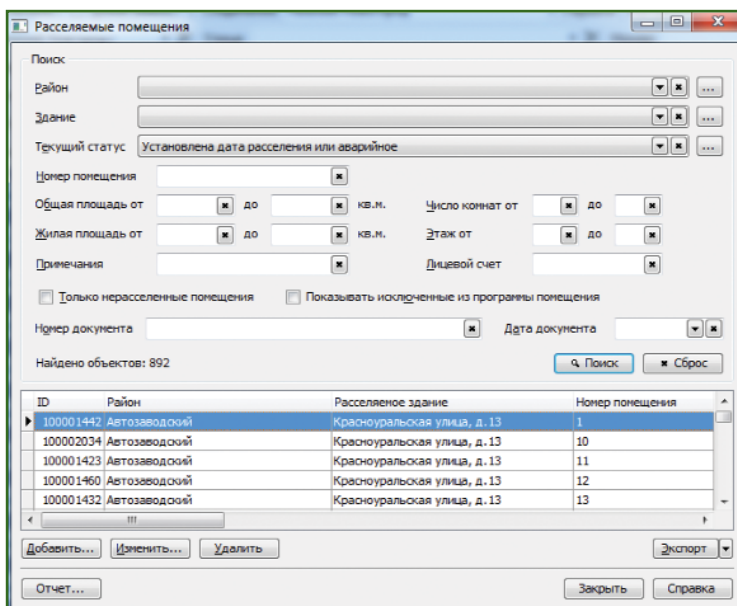 Расселяемые помещения
Поиск
Район ...
Здание ...
Текущий статус Установлена дата расселения или аварийное ...
Номер помещения
Общая площадь от до кв.м. Число комнат от до
Жилая площадь от до кв.м. Этаж от до
Примечания Лицевой счет
Только нерасселенные помещения Показывать исключенные из программы помещения
Номер документа Дата документа
Найдено объектов: 892 Поиск Сброс
ID Район Расселяеное здание Номер помещения
100001442 Автозаводский Красноуральская улица, д.13 1
100002034 Автозаводский Красноуральская улица, д.13 10
100001423 Автозаводский Красноуральская улица, д.13 11
100001460 Автозаводский Красноуральская улица, д.13 12
100001432 Автозаводский Красноуральская улица, д.13 13
Добавить... Изменить... Удалить Экспорт
Отчет... Закрыть Справка